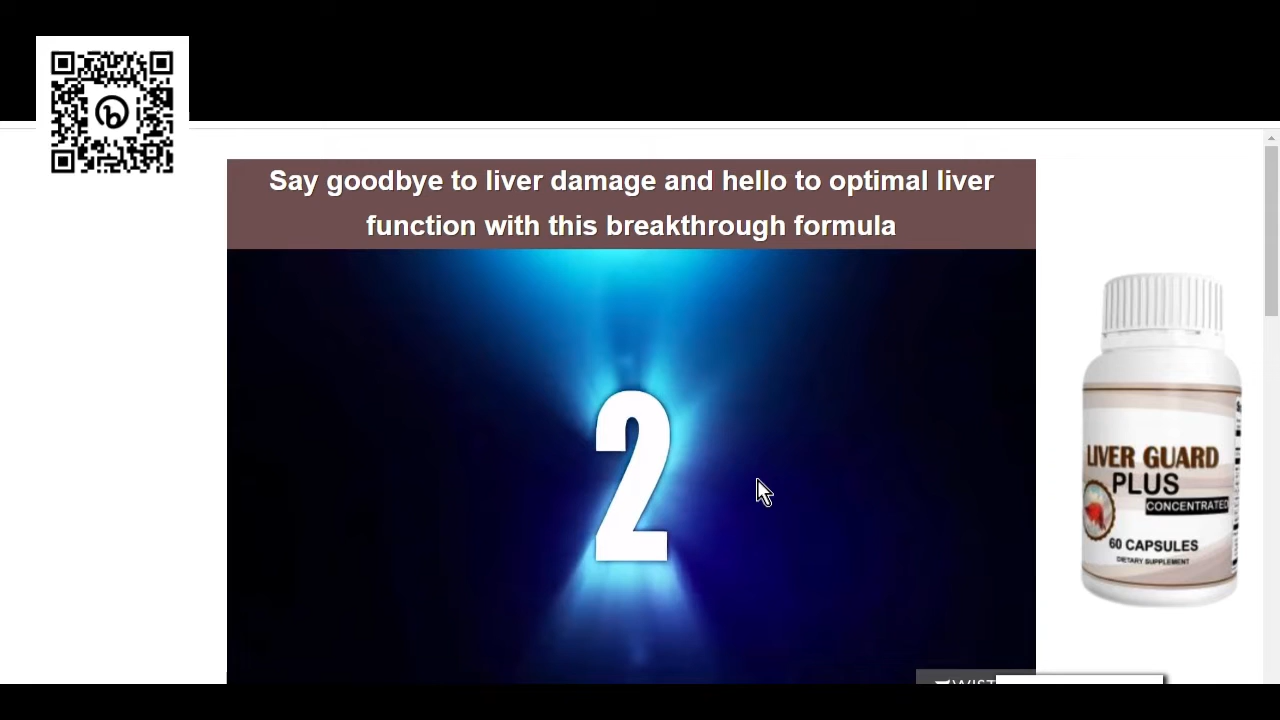 Say goodbye to liver damage and hello to optimal liver
function with this breakthrough formula
2
LIVER GUARD
PLUS
CONCENTRATED
60 CAPSULES
DIETARY SUPPLEMENT